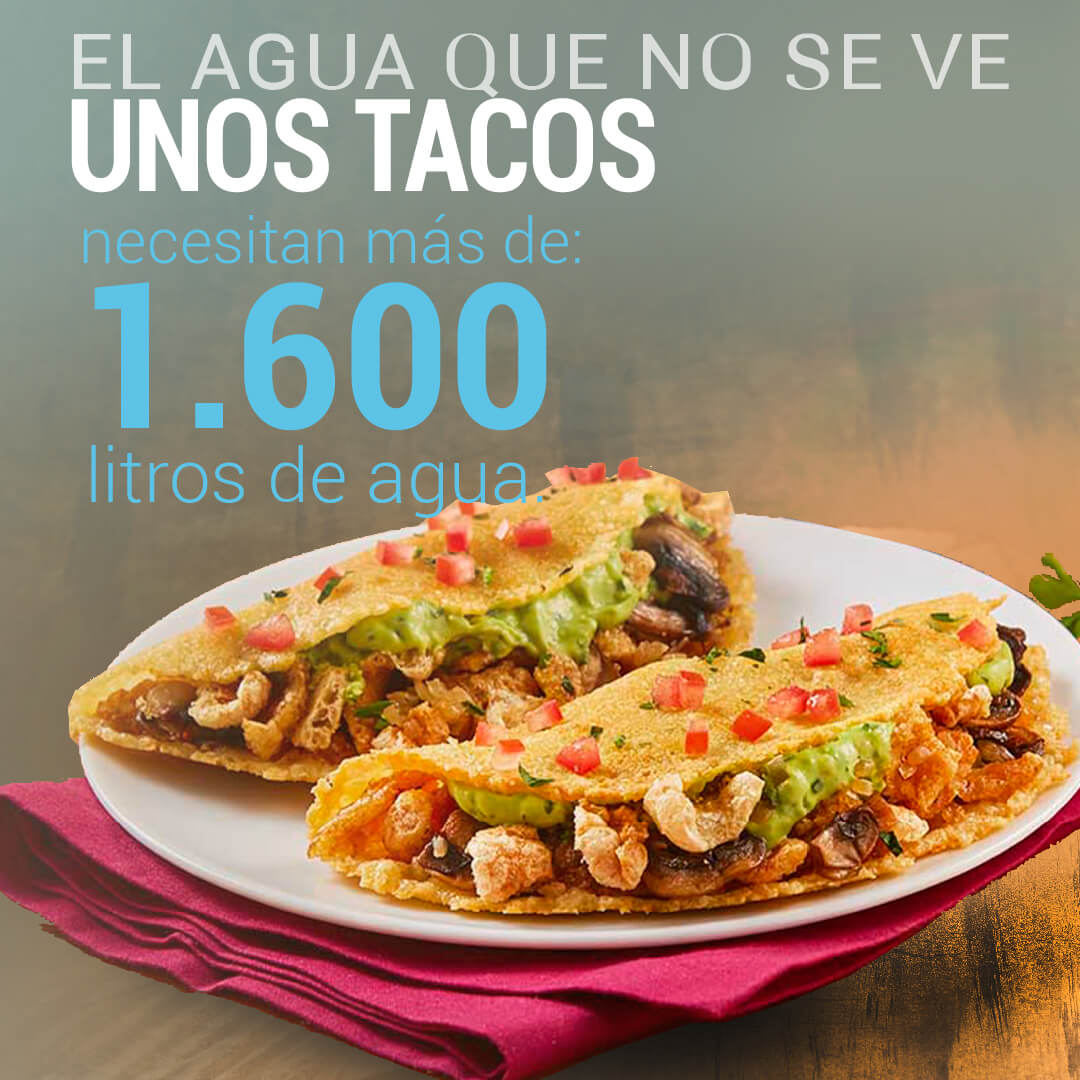 EL AGUA QUE NO SE VE
UNOS TACOS
necesitan más de:
1.600
litros de agua.